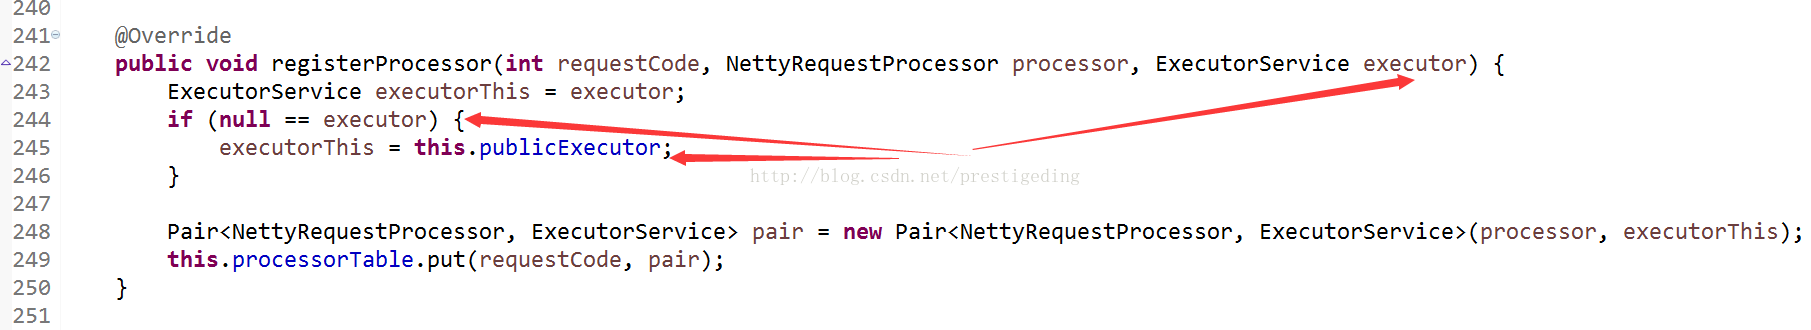 240
241 @Override
242 public void registerProcessor(int requestCode, NettyRequestProcessor processor, ExecutorService executor) {
243 ExecutorService executorThis = executor;
244 if (null == executor) {
245 executorThis = this.publicExecutor;
246 }
http://blog.csdn.net/prestigeding
247
248 Pair<NettyRequestProcessor, ExecutorService> pair = new Pair<NettyRequestProcessor, ExecutorService>(processor, executorThis);
249 this.processorTable.put(requestCode, pair);
250 }
251